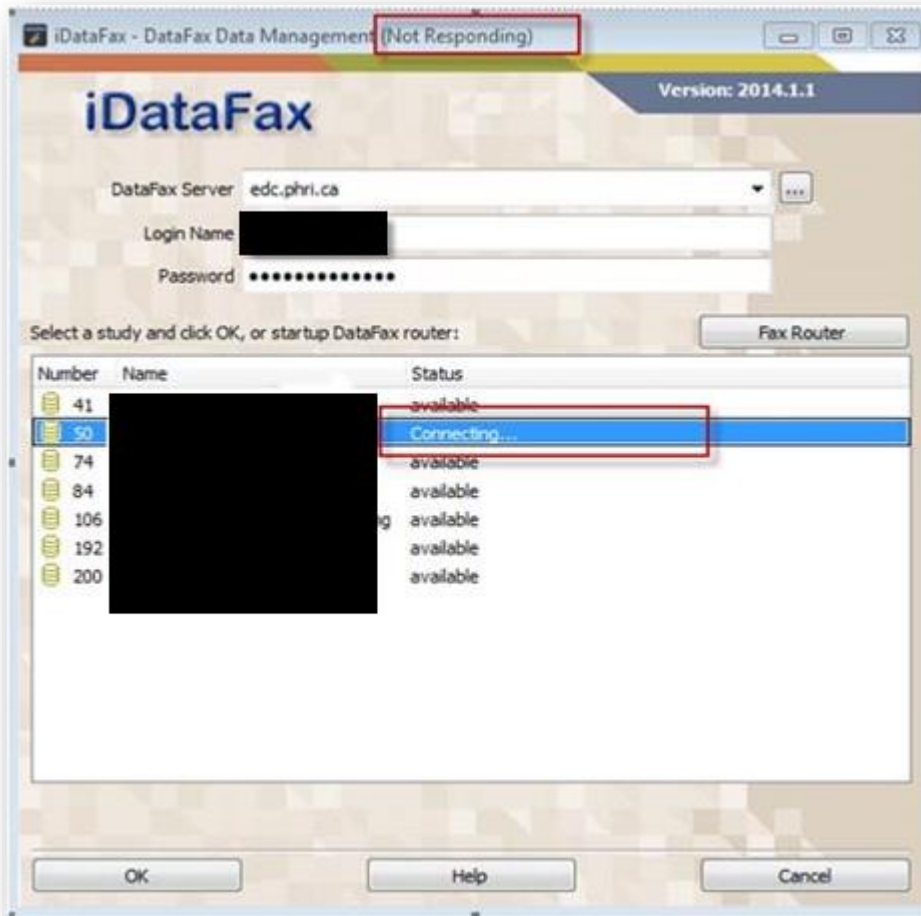 iDataFax - DataFax Data Management (Not Responding)
Version: 2014.1.1
iDataFax
DataFax Server edc.phri.ca ...
Login Name
Password •••••••••••••
Select a study and click OK, or startup DataFax router: Fax Router
Number Name Status
41 available
50 Connecting...
74 available
84 available
106 ng available
192 available
200 available
OK Help Cancel